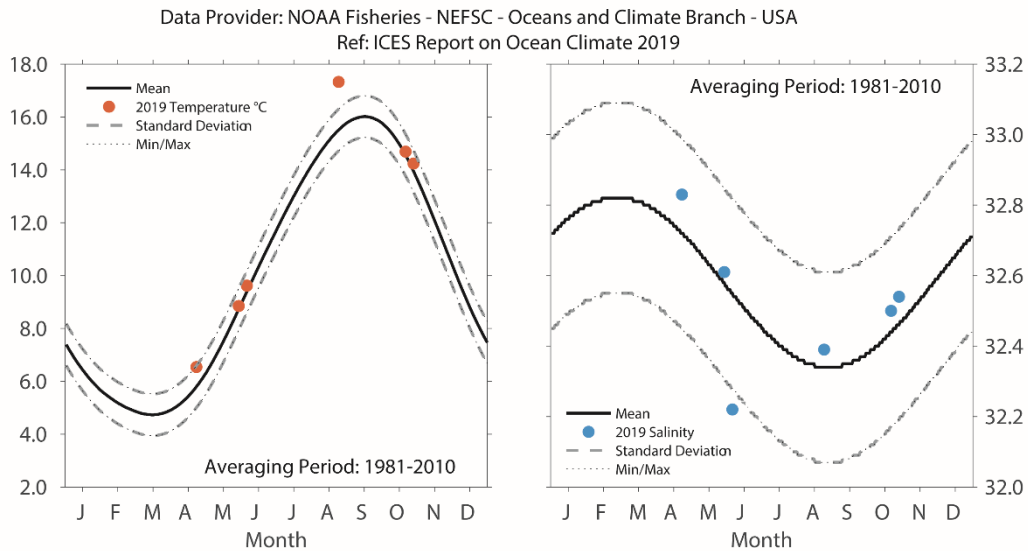 Data Provider: NOAA Fisheries - NEFSC - Oceans and Climate Branch - USA
Ref: ICES Report on Ocean Climate 2019
18.0
16.0
14.0
12.0
10.0
8.0
6.0
4.0
2.0
Mean
2019 Temperature °C
Standard Deviation
Min/Max
Averaging Period: 1981-2010
J F M A M J J A S O N D
Month
Averaging Period: 1981-2010
33.2
33.0
32.8
32.6
32.4
32.2
32.0
Mean
2019 Salinity
Standard Deviation
Min/Max
J F M A M J J A S O N D
Month